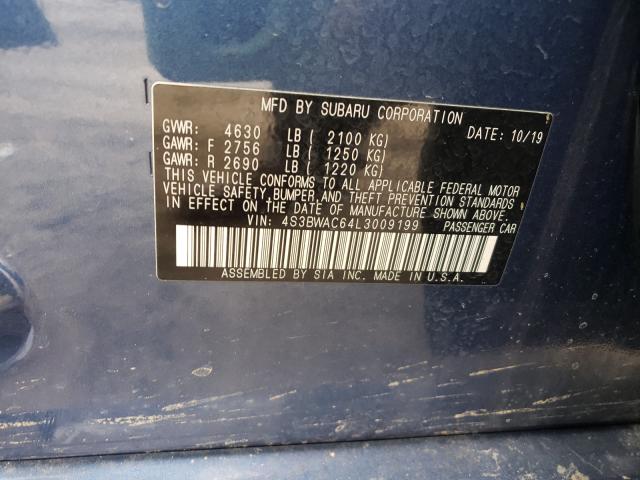 MFD BY SUBARU CORPORATION
GVWR: 4630 LB ( 2100 KG) DATE: 10/19
GAWR: F 2756 LB ( 1250 KG)
GAWR: R 2690 LB ( 1220 KG)
THIS VEHICLE CONFORMS TO ALL APPLICABLE FEDERAL MOTOR
VEHICLE SAFETY, BUMPER, AND THEFT PREVENTION STANDARDS
IN EFFECT ON THE DATE OF MANUFACTURE SHOWN ABOVE.
VIN: 4S3BWAC64L3009199 PASSENGER CAR
ASSEMBLED BY SIA INC. MADE IN U.S.A.